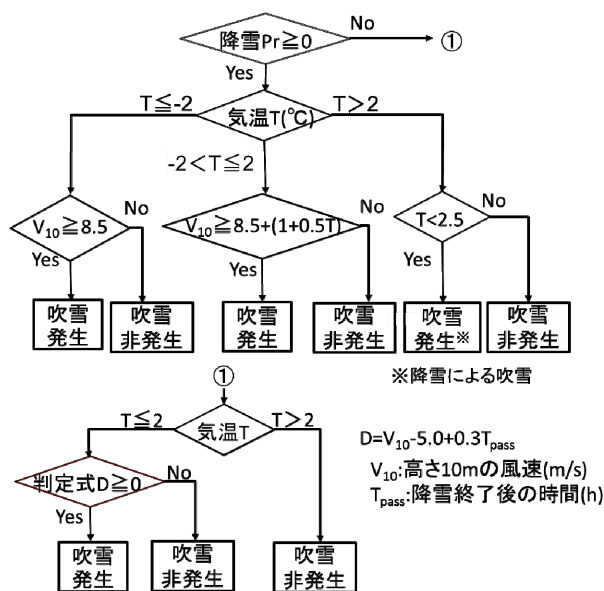 降雪Pr≧0
No
①
Yes
T≦-2
気温T(℃)
T>2
-2<T≦2
V10≧8.5
No
V10≧8.5+(1+0.5T)
No
T<2.5
No
Yes
Yes
Yes
吹雪
発生
吹雪
非発生
吹雪
発生
吹雪
非発生
吹雪
発生※
吹雪
非発生
※降雪による吹雪
①
T≦2
気温T
T>2
判定式D≧0
No
Yes
吹雪
発生
吹雪
非発生
吹雪
非発生
D=V10-5.0+0.3Tpass
V10:高さ10mの風速(m/s)
Tpass:降雪終了後の時間(h)